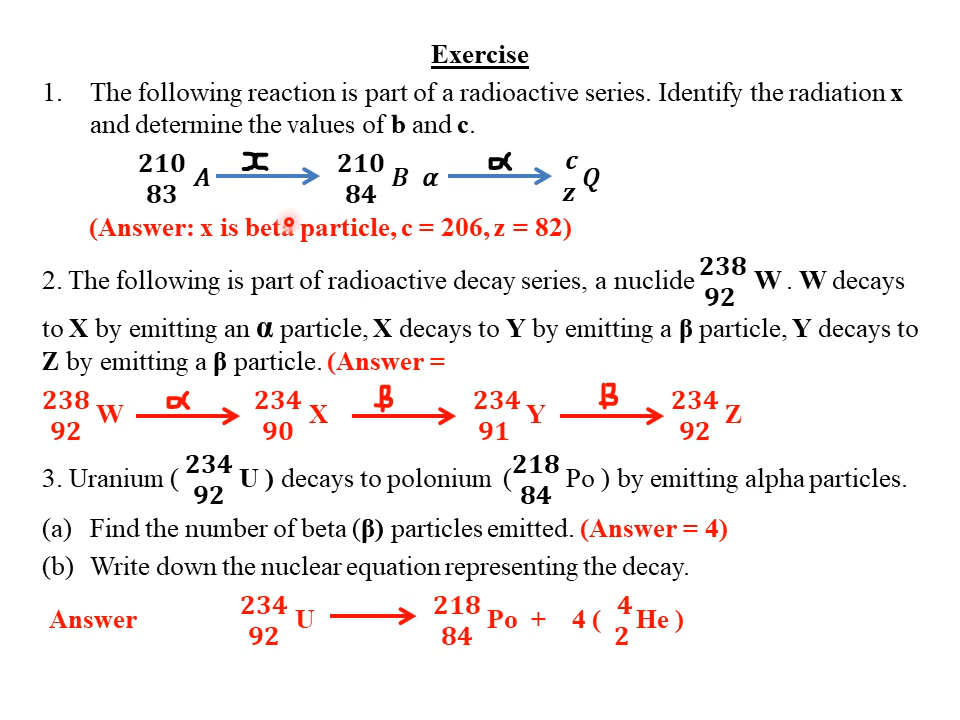 Exercise
1. The following reaction is part of a radioactive series. Identify the radiation x
and determine the values of b and c.
x α
210 210 c
A B α Q
83 84 z
(Answer: x is beta particle, c = 206, z = 82)
238
2. The following is part of radioactive decay series, a nuclide W . W decays
92
to X by emitting an α particle, X decays to Y by emitting a β particle, Y decays to
Z by emitting a β particle. (Answer =
α β β
238 234 234 234
W X Y Z
92 90 91 92
234 218
3. Uranium ( U ) decays to polonium ( Po ) by emitting alpha particles.
92 84
(a) Find the number of beta (β) particles emitted. (Answer = 4)
(b) Write down the nuclear equation representing the decay.
234 218 4
Answer U Po + 4 ( He )
92 84 2